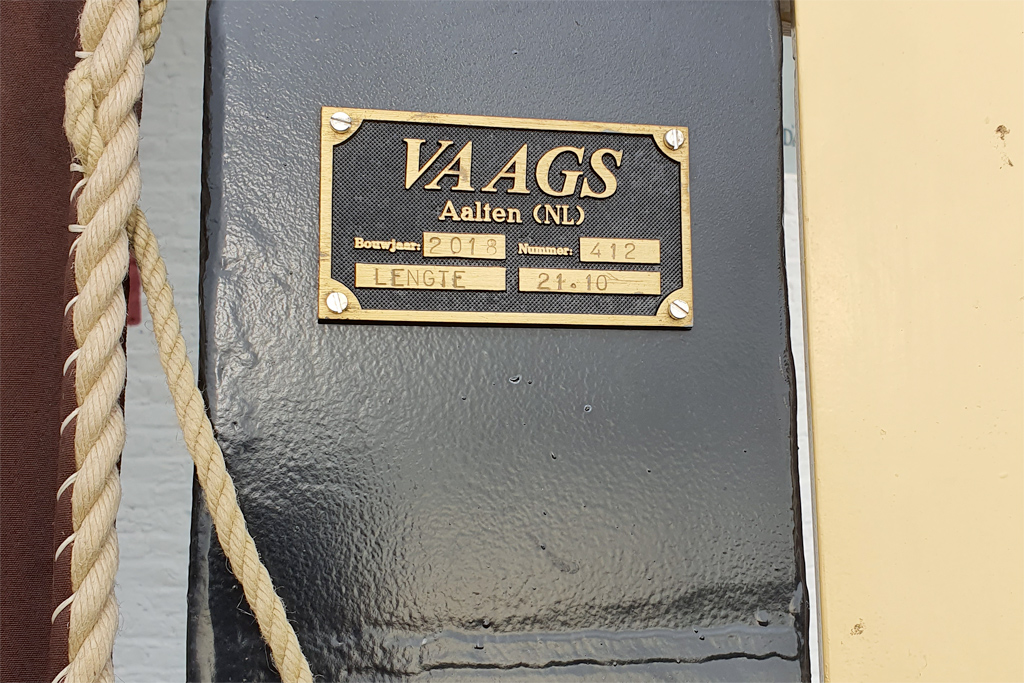 VAAGS
Aalten (NL)
Bouwjaar: 2018 Nummer: 412
LENGTE 21.10